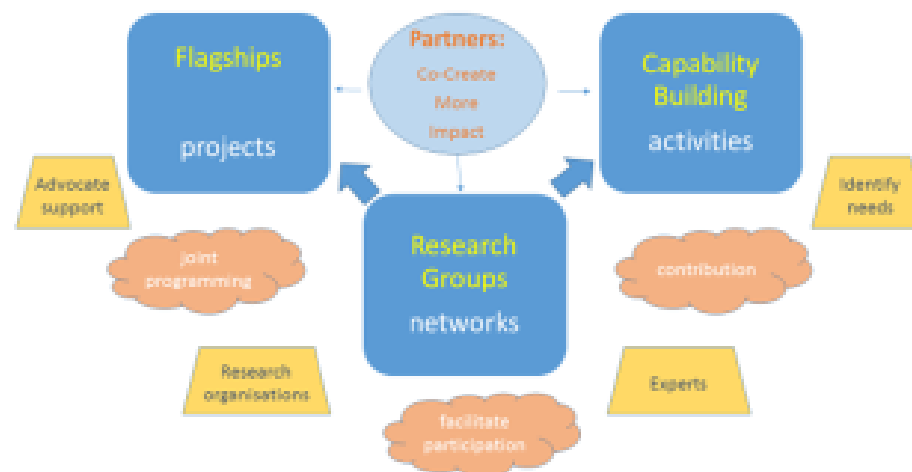 Flagships
projects
Partners:
Co-Create
More
Impact
Capability
Building
activities
Advocate
support
Identify
needs
joint
programming
Research
Groups
networks
contribution
Research
organisations
Experts
facilitate
participation